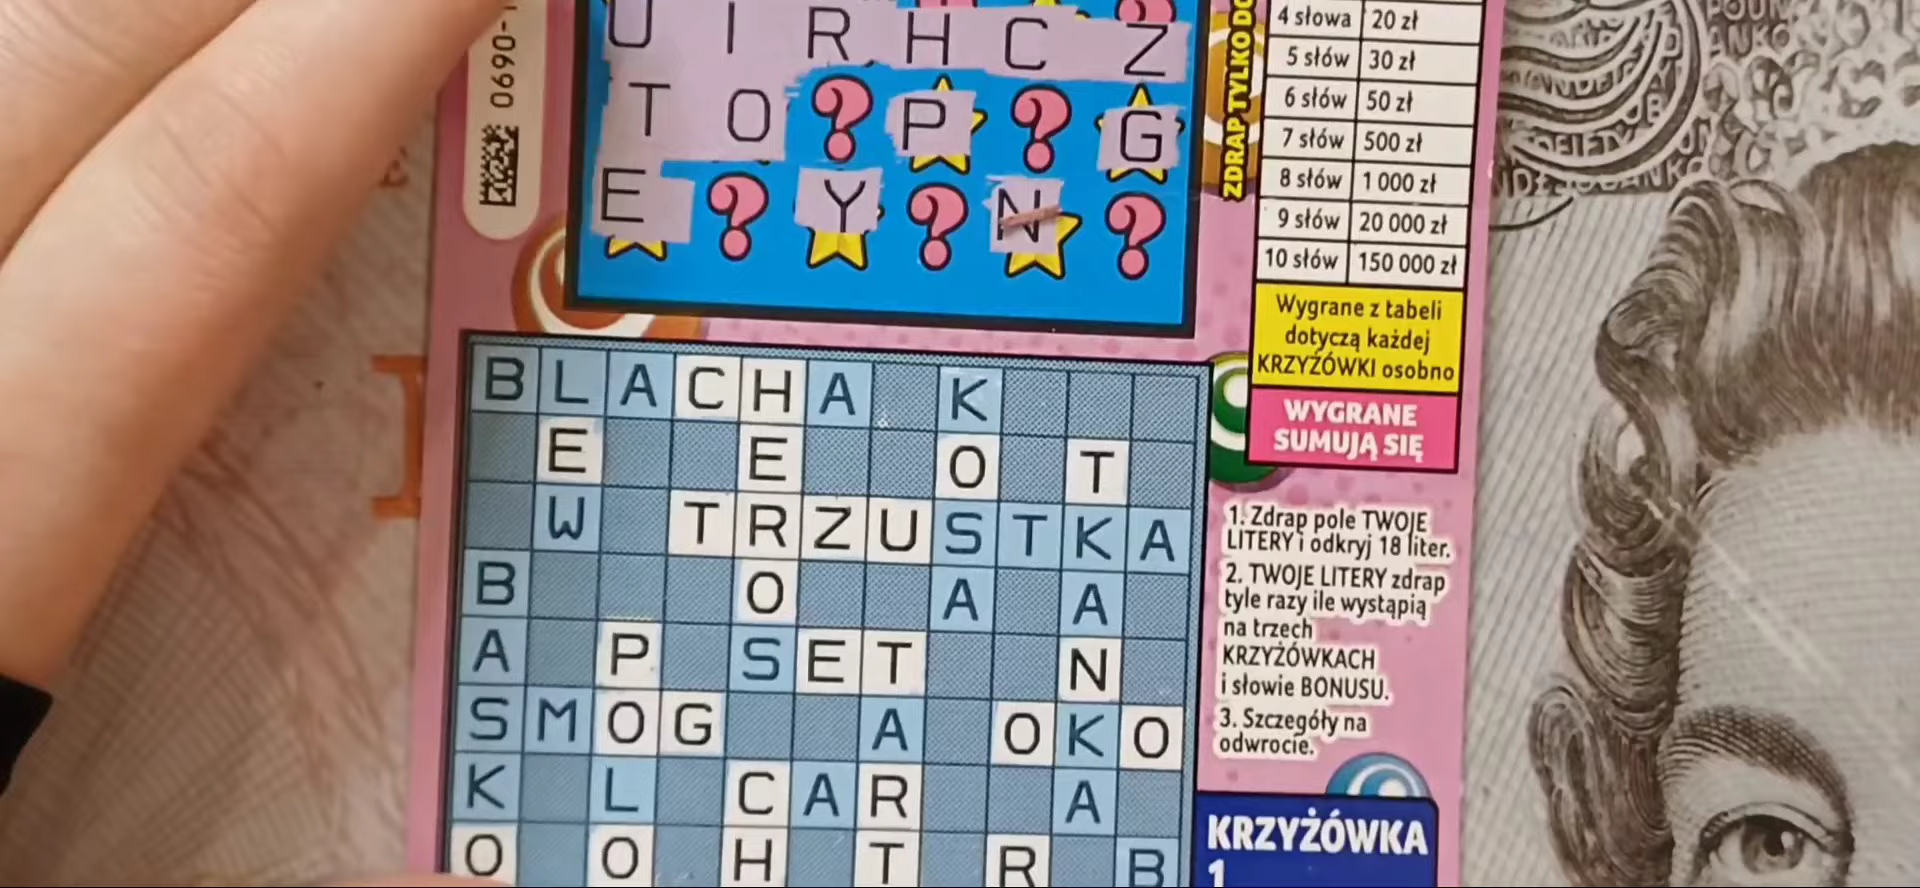 0690-
U I R H C Z
T O P G
E Y N
ZDRAP TYLKO DO
4 słowa 20 zł
5 słów 30 zł
6 słów 50 zł
7 słów 500 zł
8 słów 1 000 zł
9 słów 20 000 zł
10 słów 150 000 zł
Wygrane z tabeli
dotyczą każdej
KRZYŻÓWKI osobno
WYGRANE
SUMUJĄ SIĘ
BLACHA K
E E O T
W TRZUSTKA
B O A A
A P SET N
SMOG A OKO
K L CAR A
O O H T R B
1. Zdrap pole TWOJE
LITERY i odkryj 18 liter.
2. TWOJE LITERY zdrap
tyle razy ile wystąpią
na trzech
KRZYŻÓWKACH
i słowie BONUSU.
3. Szczegóły na
odwrocie.
KRZYŻÓWKA
1